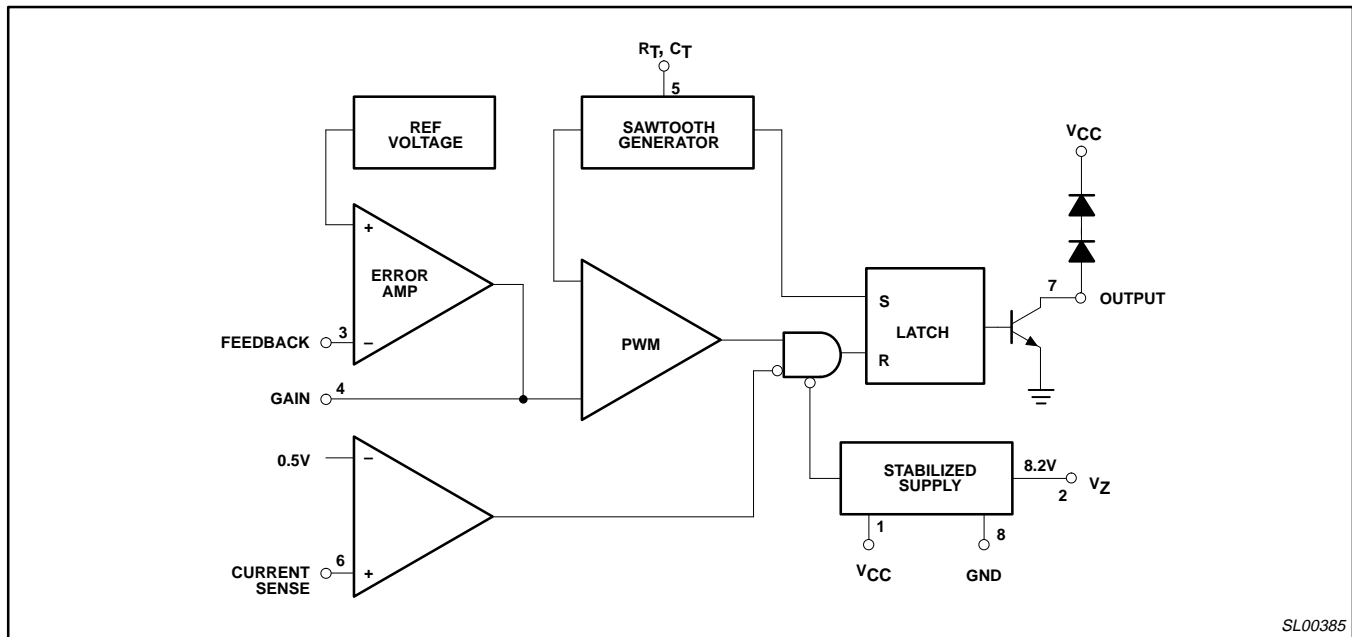 RT, CT
5
REF
VOLTAGE
SAWTOOTH
GENERATOR
VCC
+
ERROR
AMP
7
OUTPUT
S
LATCH
R
PWM
FEEDBACK
3
–
GAIN
4
0.5V
–
STABILIZED
SUPPLY
8.2V
2
VZ
1
8
VCC
GND
CURRENT
SENSE
6
+
SL00385